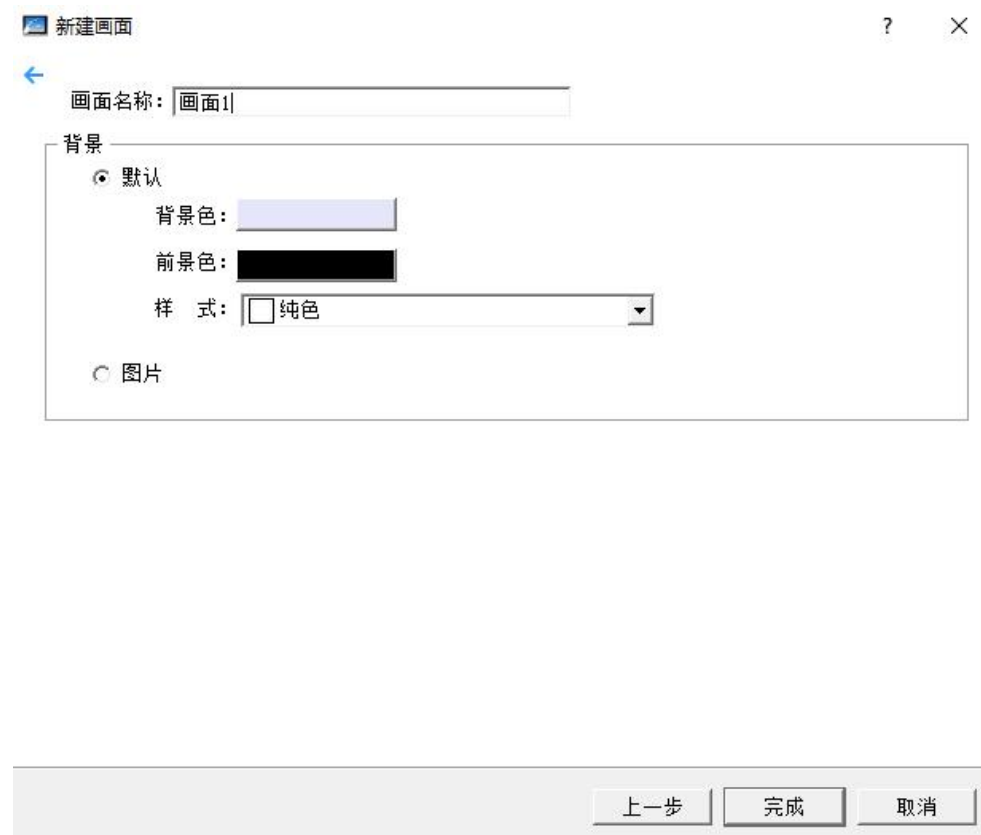 新建画面 ?
画面名称：画面1
背景
默认
背景色：
前景色：
样 式： 纯色
图片
上一步 完成 取消